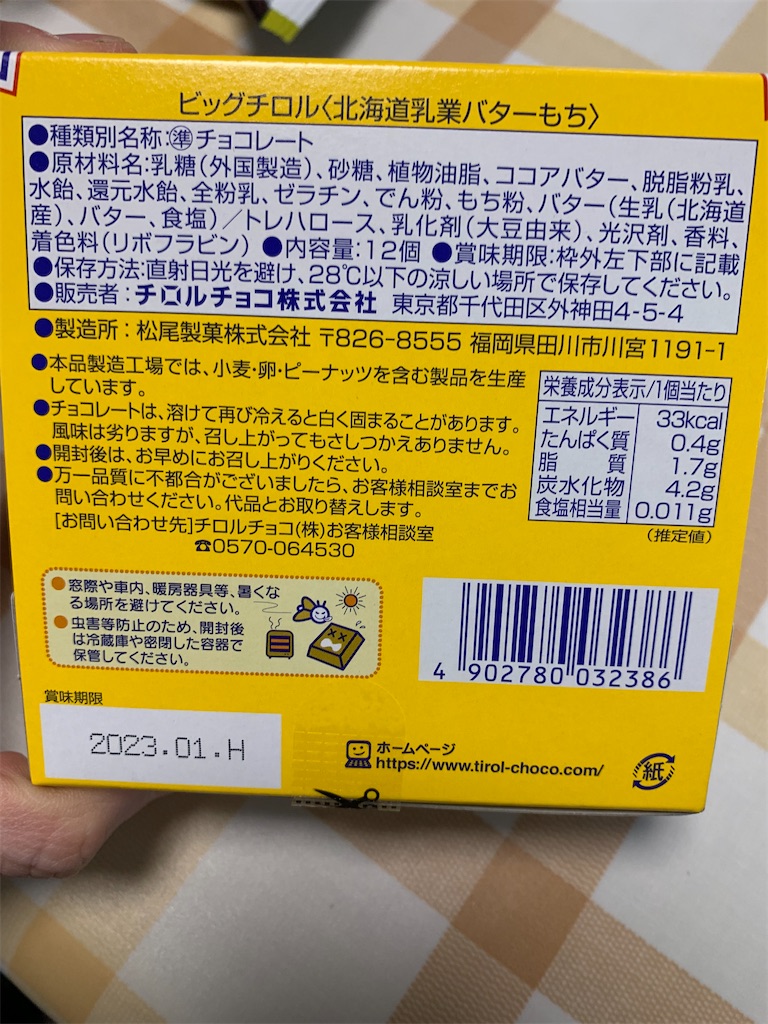 ビッグチロル〈北海道乳業バターもち〉
●種類別名称:㊟チョコレート
●原材料名:乳糖(外国製造)、砂糖、植物油脂、ココアバター、脱脂粉乳、
水飴、還元水飴、全粉乳、ゼラチン、でん粉、もち粉、バター(生乳(北海道
産)、バター、食塩)／トレハロース、乳化剤(大豆由来)、光沢剤、香料、
着色料(リボフラビン) ●内容量:12個 ●賞味期限:枠外左下部に記載
●保存方法:直射日光を避け、28℃以下の涼しい場所で保存してください。
●販売者:チロルチョコ株式会社 東京都千代田区外神田4-5-4
●製造所:松尾製菓株式会社 〒826-8555 福岡県田川市川宮1191-1
●本品製造工場では、小麦・卵・ピーナッツを含む製品を生産
しています。
●チョコレートは、溶けて再び冷えると白く固まることがあります。
風味は劣りますが、召し上がってもさしつかえありません。
●開封後は、お早めにお召し上がりください。
●万一品質に不都合がございましたら、お客様相談室までお
問い合わせください。代品とお取り替えします。
[お問い合わせ先]チロルチョコ(株)お客様相談室
☎0570-064530
栄養成分表示/1個当たり
エネルギー 33kcal
たんぱく質 0.4g
脂質 1.7g
炭水化物 4.2g
食塩相当量 0.011g
(推定値)
●窓際や車内、暖房器具等、暑くな
る場所を避けてください。
●虫害等防止のため、開封後
は冷蔵庫や密閉した容器で
保管してください。
4 902780 032386
賞味期限
2023.01.H
ホームページ
https://www.tirol-choco.com/
紙